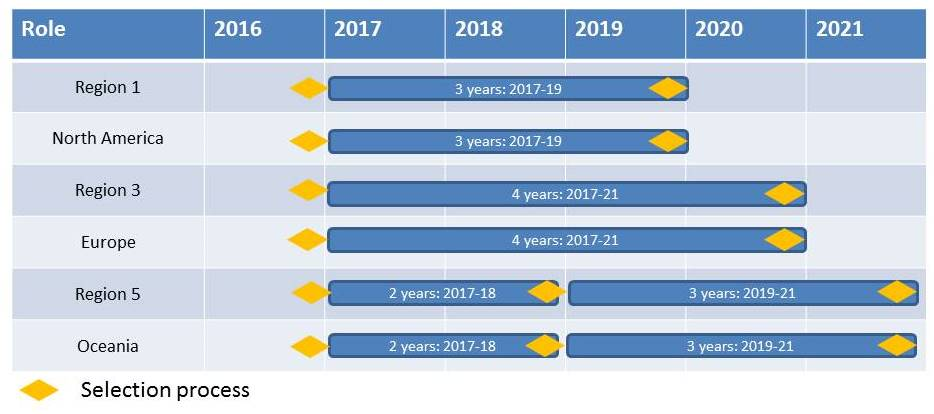 Role 2016 2017 2018 2019 2020 2021
Region 1 3 years: 2017-19
North America 3 years: 2017-19
Region 3 4 years: 2017-21
Europe 4 years: 2017-21
Region 5 2 years: 2017-18 3 years: 2019-21
Oceania 2 years: 2017-18 3 years: 2019-21
Selection process